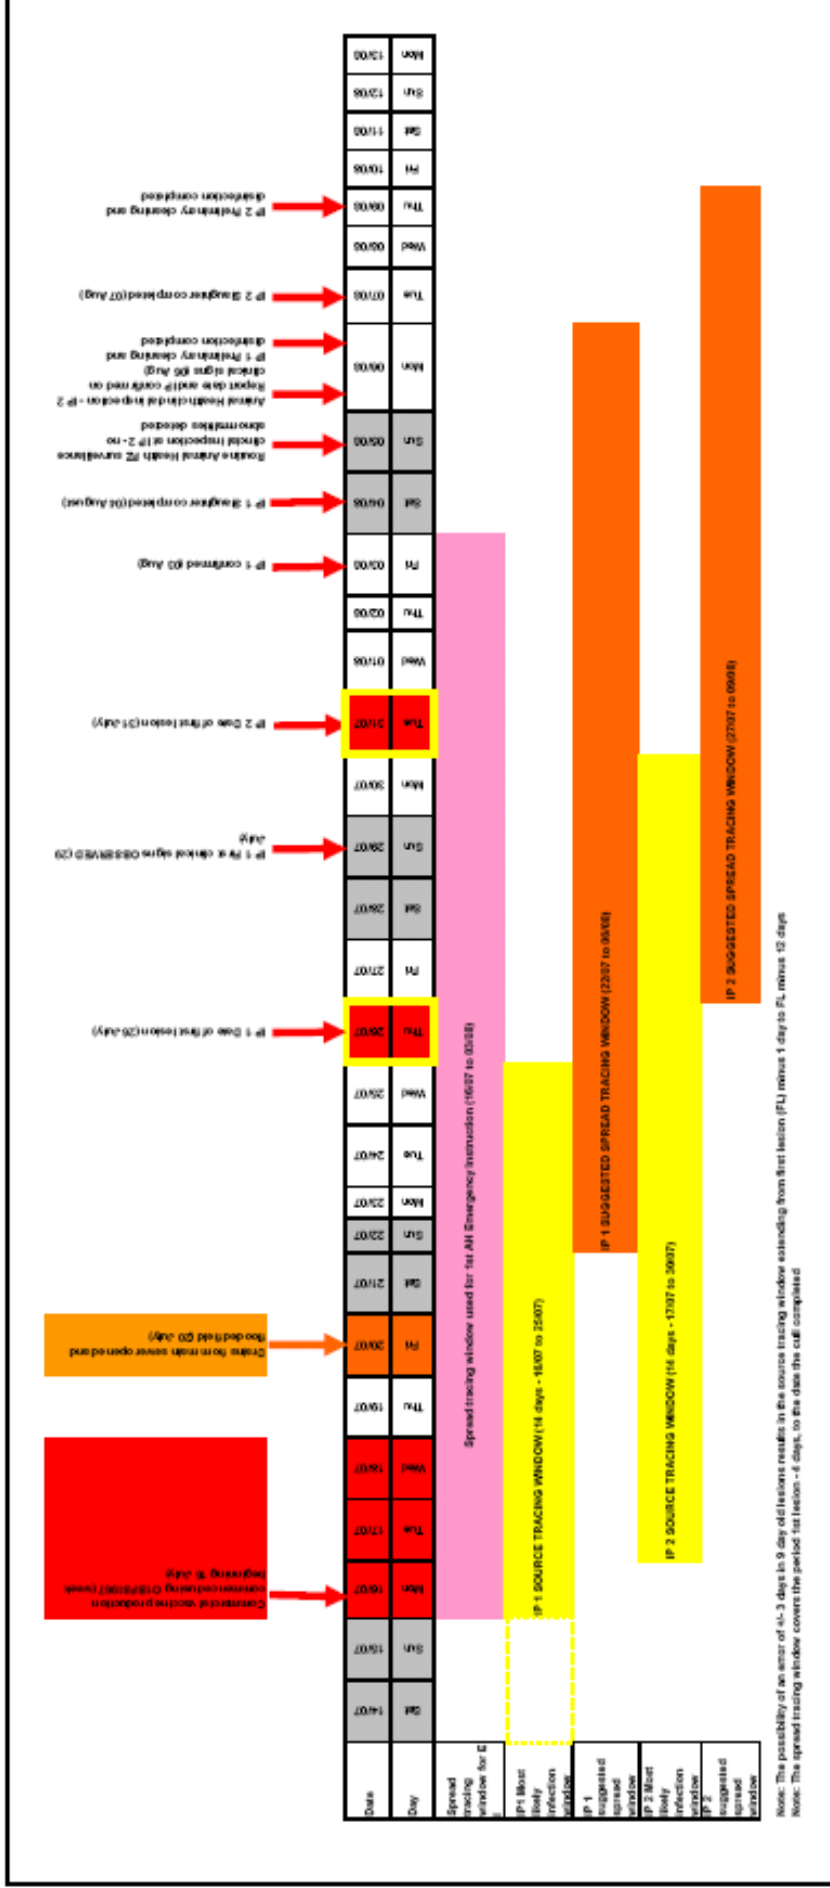 Date
14/07
15/07
16/07
17/07
18/07
19/07
20/07
21/07
22/07
23/07
24/07
25/07
26/07
27/07
28/07
29/07
30/07
31/07
01/08
02/08
03/08
04/08
05/08
06/08
07/08
08/08
09/08
10/08
11/08
12/08
13/08
Day
Sat
Sun
Mon
Tue
Wed
Thu
Fri
Sat
Sun
Mon
Tue
Wed
Thu
Fri
Sat
Sun
Mon
Tue
Wed
Thu
Fri
Sat
Sun
Mon
Tue
Wed
Thu
Fri
Sat
Sun
Mon
Commercial vaccine production
commenced using O1BFS1967 (week
beginning 16 July)
Drains from main sewer opened and
flooded field (20 July)
IP 1 Date of first lesion (26 July)
IP 1 First clinical signs OBSERVED (29
July)
IP 2 Date of first lesion (31 July)
IP 1 confirmed (03 Aug)
IP 1 Slaughter completed (04 August)
Routine Animal Health PZ surveillance
clinical inspection at IP 2 - no
abnormalities detected
Animal Health clinical inspection - IP 2
Report date and IP confirmed on
clinical signs (06 Aug)
IP 1 Preliminary cleaning and
disinfection completed
IP 2 Slaughter completed (07 Aug)
IP 2 Preliminary cleaning and
disinfection completed
Spread
tracing
window for E
I
Spread tracing window used for 1st AH Emergency Instruction (16/07 to 03/08)
IP1 Most
likely
infection
window
IP 1 SOURCE TRACING WINDOW (14 days - 16/07 to 25/07)
IP 1
suggested
spread
window
IP 1 SUGGESTED SPREAD TRACING WINDOW (22/07 to 06/08)
IP 2 Most
likely
infection
window
IP 2 SOURCE TRACING WINDOW (14 days - 17/07 to 30/07)
IP 2
suggested
spread
window
IP 2 SUGGESTED SPREAD TRACING WINDOW (27/07 to 09/08)
Note: The possibility of an error of +/- 3 days in 9 day old lesions results in the source tracing window extending from first lesion (FL) minus 1 day to FL minus 12 days
Note: The spread tracing window covers the period 1st lesion - 4 days, to the date the cull completed